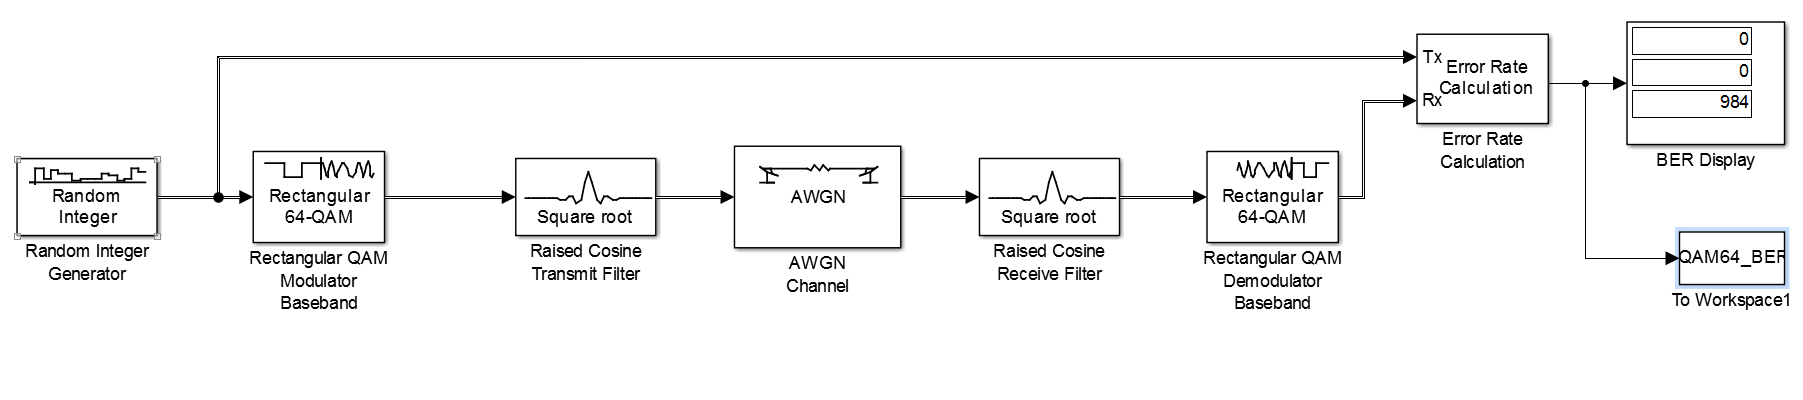 Random
Integer
Random Integer
Generator
Rectangular
64-QAM
Rectangular QAM
Modulator
Baseband
Square root
Raised Cosine
Transmit Filter
AWGN
AWGN
Channel
Square root
Raised Cosine
Receive Filter
Rectangular
64-QAM
Rectangular QAM
Demodulator
Baseband
Tx
Rx
Error Rate
Calculation
Error Rate
Calculation
0
0
984
BER Display
QAM64_BER
To Workspace1